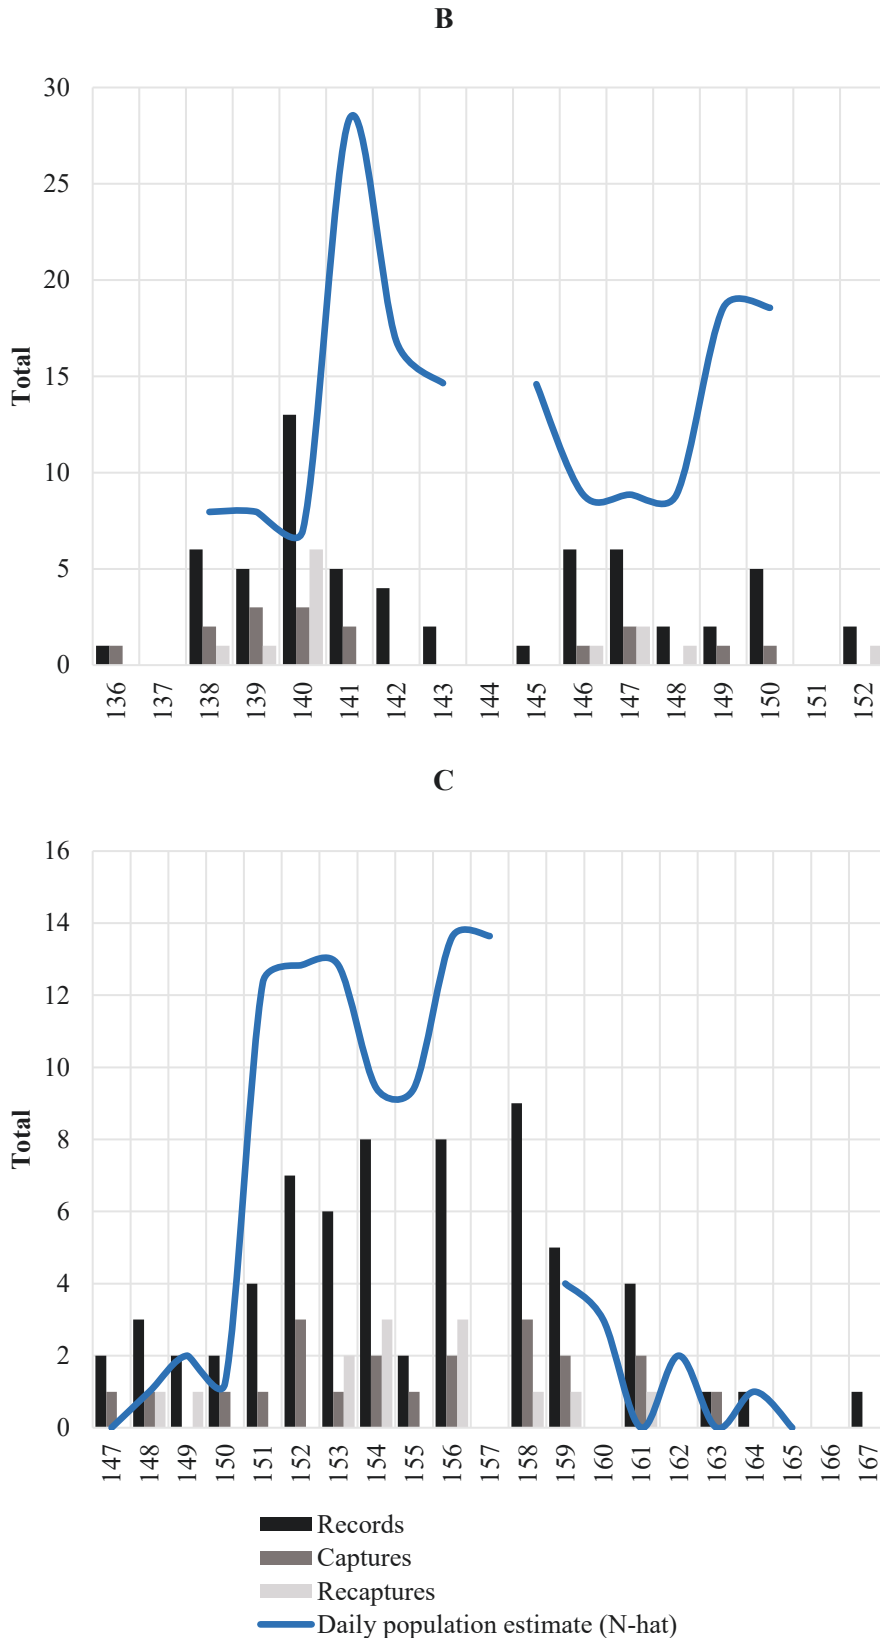 B
30
25
20
15
10
5
0
Total
136 137 138 139 140 141 142 143 144 145 146 147 148 149 150 151 152
C
16
14
12
10
8
6
4
2
0
Total
147 148 149 150 151 152 153 154 155 156 157 158 159 160 161 162 163 164 165 166 167
Records
Captures
Recaptures
Daily population estimate (N-hat)